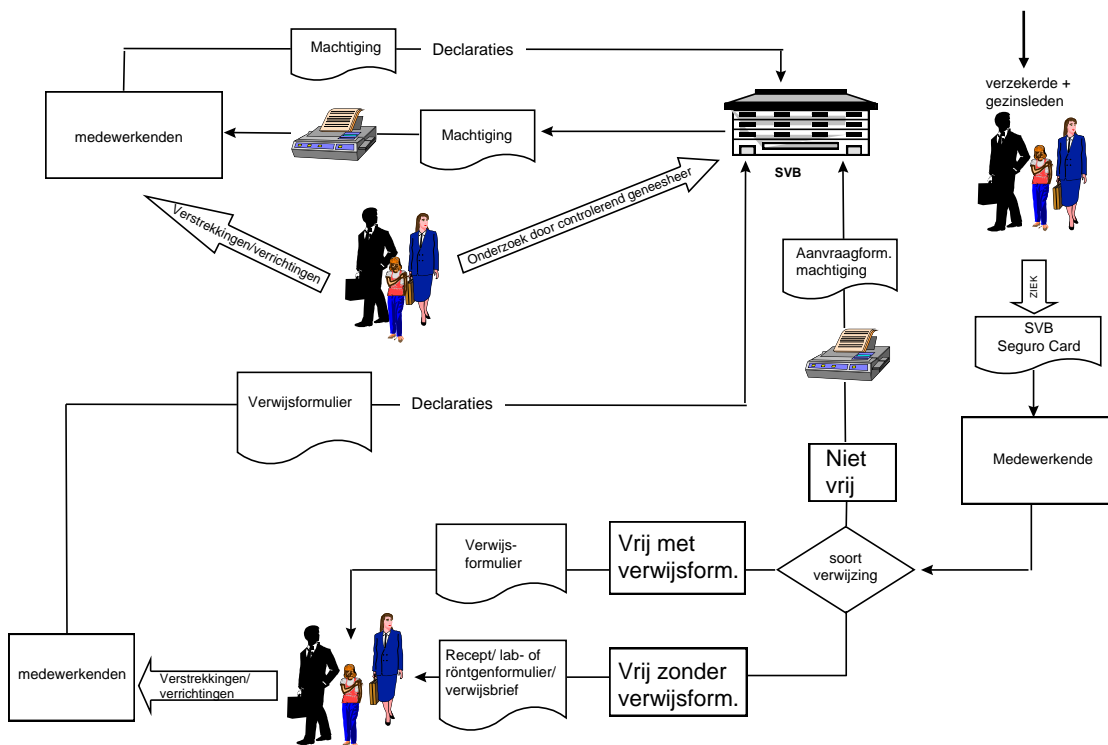 Machtiging
Declaraties
verzekerde +
gezinsleden
medewerkenden
Machtiging
SVB
Verstrekkingen/verrichtingen
Onderzoek door controlerend geneesheer
Aanvraagform.
machtiging
ZIEK
SVB
Seguro Card
Verwijsformulier
Declaraties
Medewerkende
Niet
vrij
Verwijs-
formulier
Vrij met
verwijsform.
soort
verwijzing
medewerkenden
Verstrekkingen/
verrichtingen
Recept/ lab- of
röntgenformulier/
verwijsbrief
Vrij zonder
verwijsform.